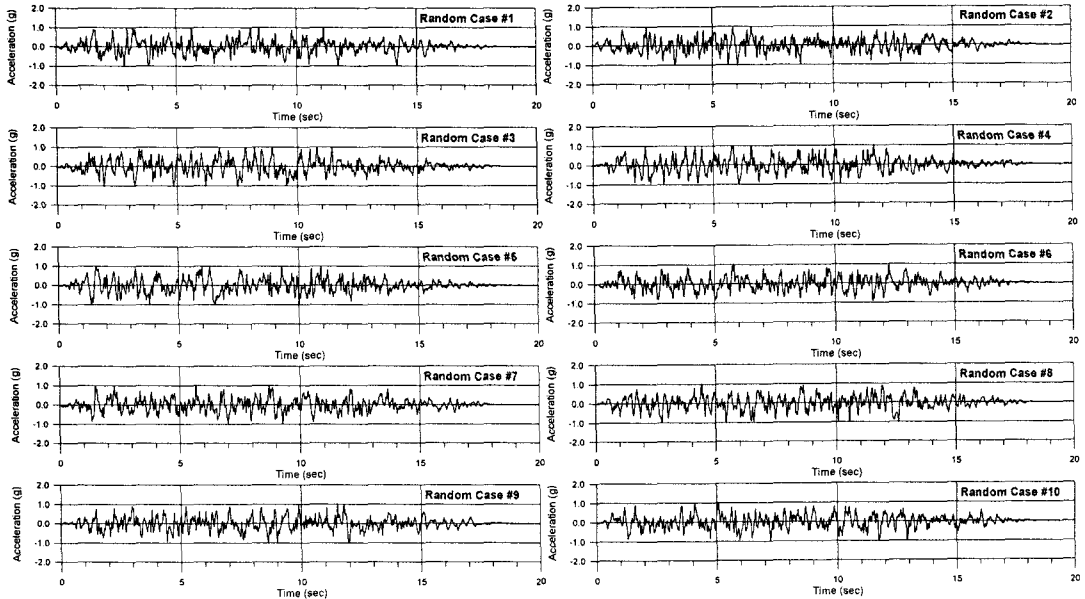 Random Case #1
Acceleration (g)
2.0
1.0
0.0
-1.0
-2.0
0 5 10 15 20
Time (sec)
Random Case #2
Acceleration (g)
2.0
1.0
0.0
-1.0
-2.0
0 5 10 15 20
Time (sec)
Random Case #3
Acceleration (g)
2.0
1.0
0.0
-1.0
-2.0
0 5 10 15 20
Time (sec)
Random Case #4
Acceleration (g)
2.0
1.0
0.0
-1.0
-2.0
0 5 10 15 20
Time (sec)
Random Case #5
Acceleration (g)
2.0
1.0
0.0
-1.0
-2.0
0 5 10 15 20
Time (sec)
Random Case #6
Acceleration (g)
2.0
1.0
0.0
-1.0
-2.0
0 5 10 15 20
Time (sec)
Random Case #7
Acceleration (g)
2.0
1.0
0.0
-1.0
-2.0
0 5 10 15 20
Time (sec)
Random Case #8
Acceleration (g)
2.0
1.0
0.0
-1.0
-2.0
0 5 10 15 20
Time (sec)
Random Case #9
Acceleration (g)
2.0
1.0
0.0
-1.0
-2.0
0 5 10 15 20
Time (sec)
Random Case #10
Acceleration (g)
2.0
1.0
0.0
-1.0
-2.0
0 5 10 15 20
Time (sec)